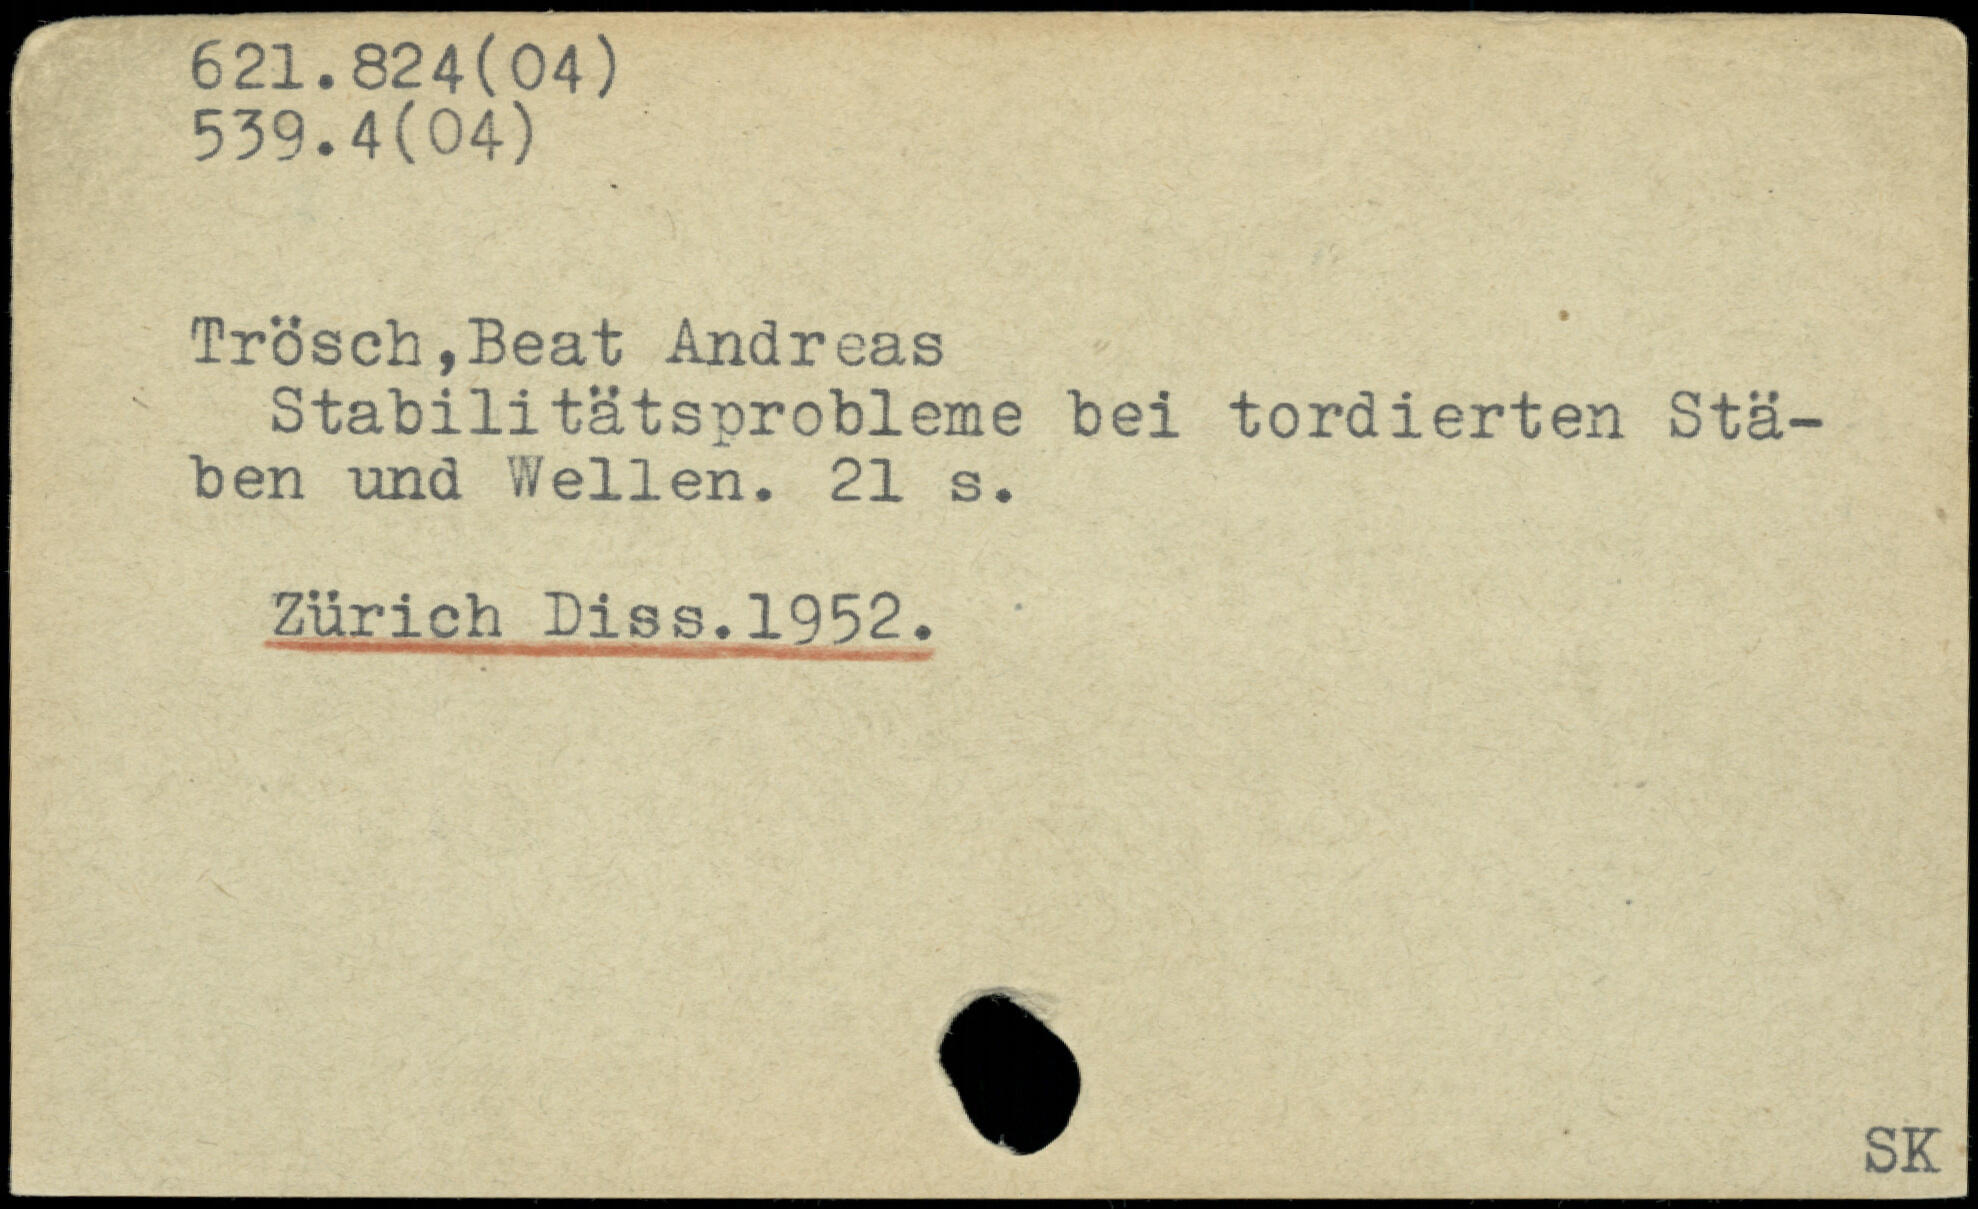 621.824(04)
539.4(04)
Trösch,Beat Andreas
Stabilitätsprobleme bei tordierten Stä-
ben und Wellen. 21 s.
Zürich Diss.1952.
SK